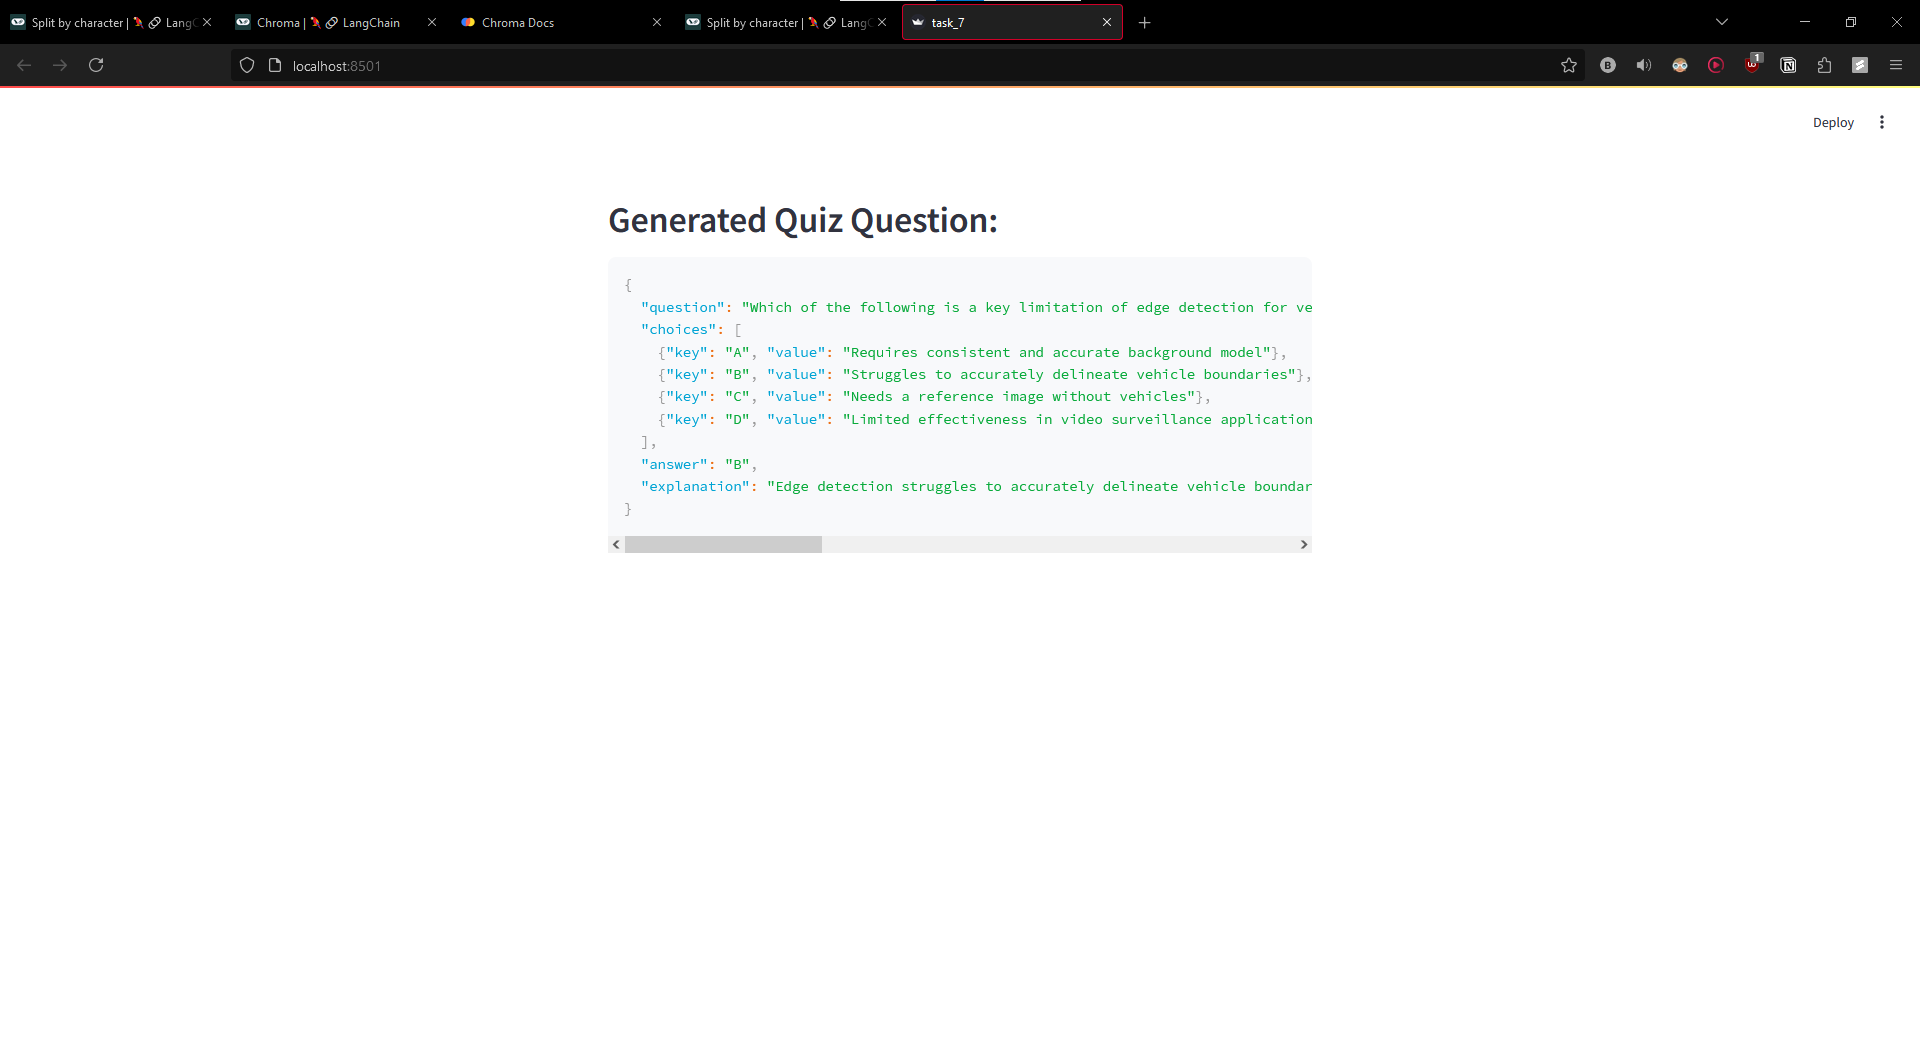 Split by character | LangC
Chroma | LangChain
Chroma Docs
Split by character | LangC
task_7
localhost:8501
B
1
Deploy
Generated Quiz Question:
{
"question": "Which of the following is a key limitation of edge detection for ve
"choices": [
{"key": "A", "value": "Requires consistent and accurate background model"},
{"key": "B", "value": "Struggles to accurately delineate vehicle boundaries"},
{"key": "C", "value": "Needs a reference image without vehicles"},
{"key": "D", "value": "Limited effectiveness in video surveillance application
],
"answer": "B",
"explanation": "Edge detection struggles to accurately delineate vehicle boundar
}